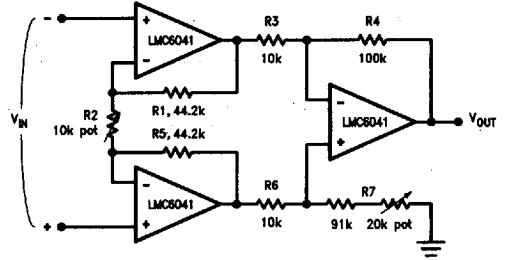 R3
R4
LMC6041
10k
100k
R2
10k pot
R1, 44.2k
R5, 44.2k
VIN
LMC6041
VOUT
LMC6041
R6
10k
R7
91k
20k pot